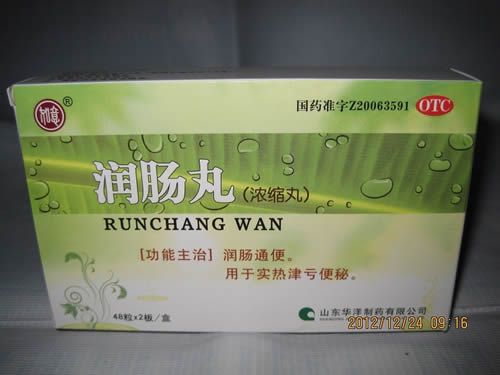 如意®
国药准字Z20063591 OTC
润肠丸(浓缩丸)
RUNCHANG WAN
[功能主治] 润肠通便。
用于实热津亏便秘。
48粒x2板/盒
山东华洋制药有限公司
2012/12/24 09:16